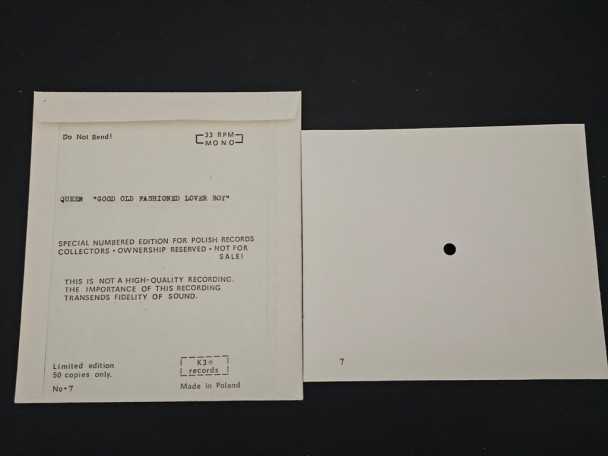 Do Not Bend!
33 RPM
MONO
QUEEN "GOOD OLD FASHIONED LOVER BOY"
SPECIAL NUMBERED EDITION FOR POLISH RECORDS
COLLECTORS • OWNERSHIP RESERVED • NOT FOR
SALE!
THIS IS NOT A HIGH-QUALITY RECORDING.
THE IMPORTANCE OF THIS RECORDING
TRANSENDS FIDELITY OF SOUND.
Limited edition
50 copies only.
No•7
K3
records
Made in Poland
7